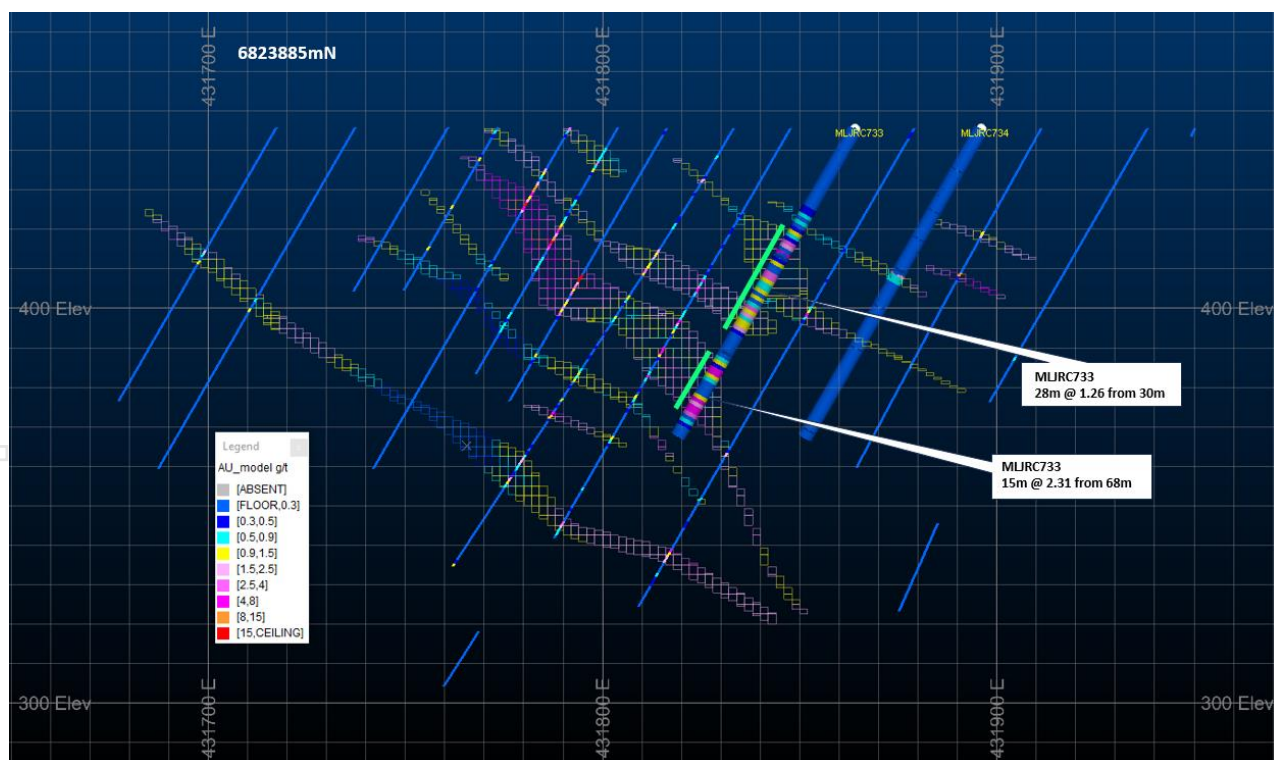 431700 E
431800 E
431900 E
6823885mN
MLJRC733
MLJRC734
400 Elev
400 Elev
MLJRC733
28m @ 1.26 from 30m
MLJRC733
15m @ 2.31 from 68m
Legend
AU_model g/t
[ABSENT]
[FLOOR,0.3]
[0.3,0.5]
[0.5,0.9]
[0.9,1.5]
[1.5,2.5]
[2.5,4]
[4,8]
[8,15]
[15,CEILING]
300 Elev
300 Elev
431700 E
431800 E
431900 E